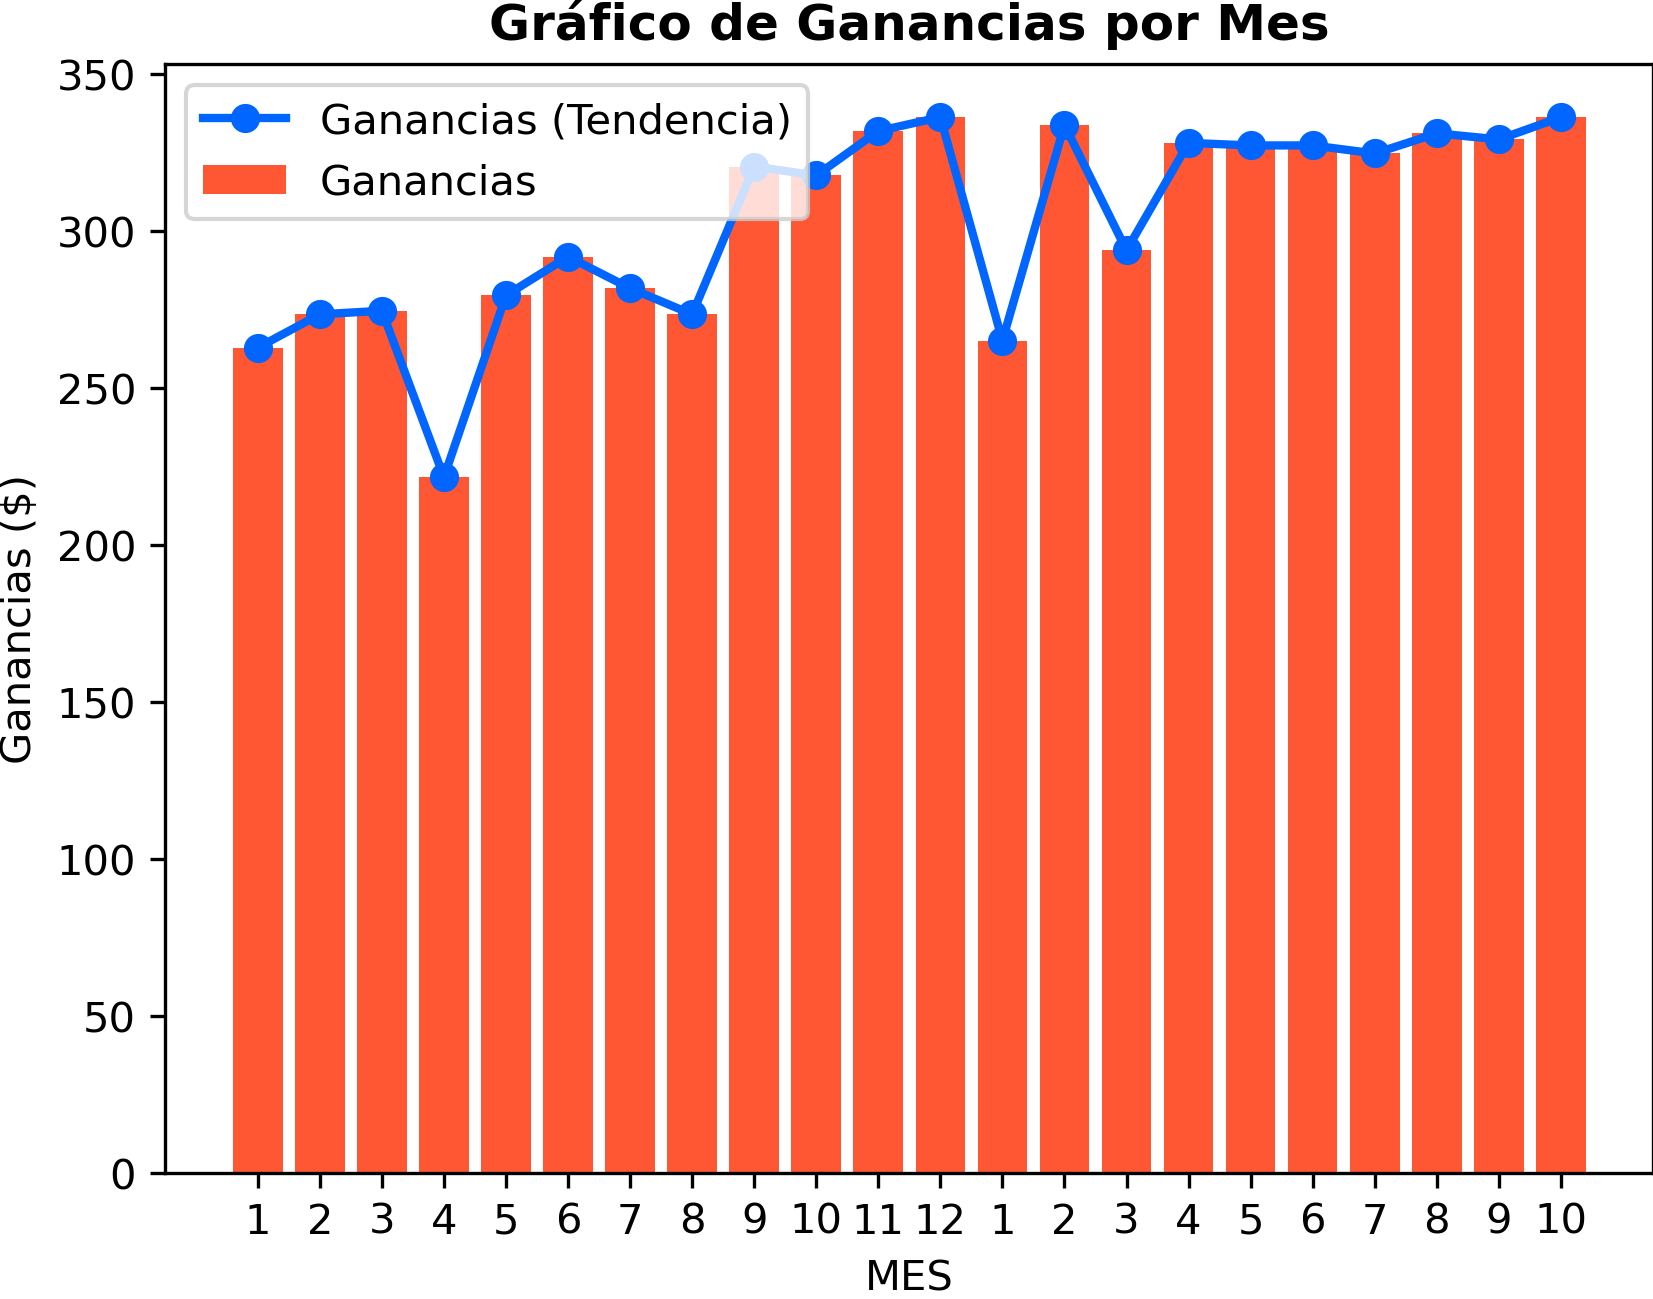 Gráfico de Ganancias por Mes
350
300
250
200
150
100
50
0
Ganancias ($)
Ganancias (Tendencia)
Ganancias
1 2 3 4 5 6 7 8 9 10 11 12 1 2 3 4 5 6 7 8 9 10
MES